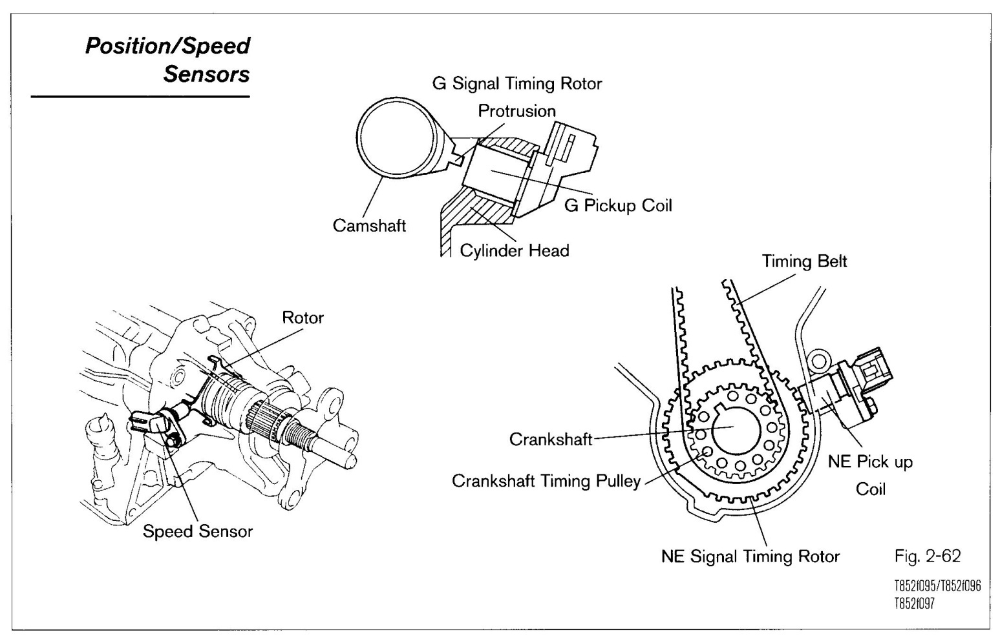 Position/Speed
Sensors
G Signal Timing Rotor
Protrusion
G Pickup Coil
Camshaft
Cylinder Head
Timing Belt
Rotor
Crankshaft
NE Pick up
Coil
Crankshaft Timing Pulley
Speed Sensor
NE Signal Timing Rotor
Fig. 2-62
T852f095/T852f096
T852f097